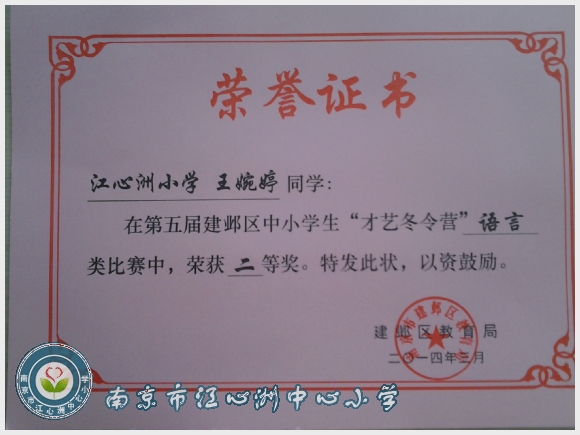 荣誉证书
江心洲小学 王婉婷 同学:
在第五届建邺区中小学生“才艺冬令营”语言
类比赛中，荣获 二 等奖。特发此状，以资鼓励。
建邺区教育局
二〇一四年三月
南京市江心洲中心小学